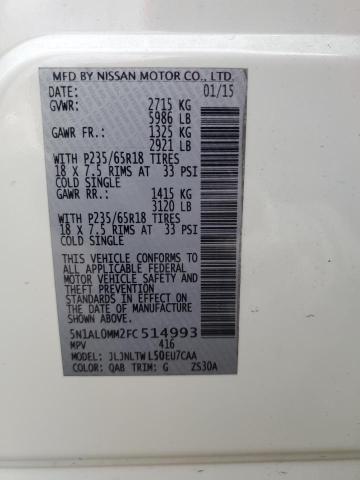 MFD BY NISSAN MOTOR CO., LTD.
DATE: 01/15
GVWR: 2715 KG
5986 LB
GAWR FR.: 1325 KG
2921 LB
WITH P235/65R18 TIRES
18 X 7.5 RIMS AT 33 PSI
COLD SINGLE
GAWR RR.: 1415 KG
3120 LB
WITH P235/65R18 TIRES
18 X 7.5 RIMS AT 33 PSI
COLD SINGLE
THIS VEHICLE CONFORMS TO
ALL APPLICABLE FEDERAL
MOTOR VEHICLE SAFETY AND
THEFT PREVENTION
STANDARDS IN EFFECT ON
THE DATE OF MANUFACTURE
SHOWN ABOVE.
5N1AL0MM2FC514993
MPV 416
MODEL: JLJNLTWL50EU7CAA
COLOR: QAB TRIM: G ZS30A